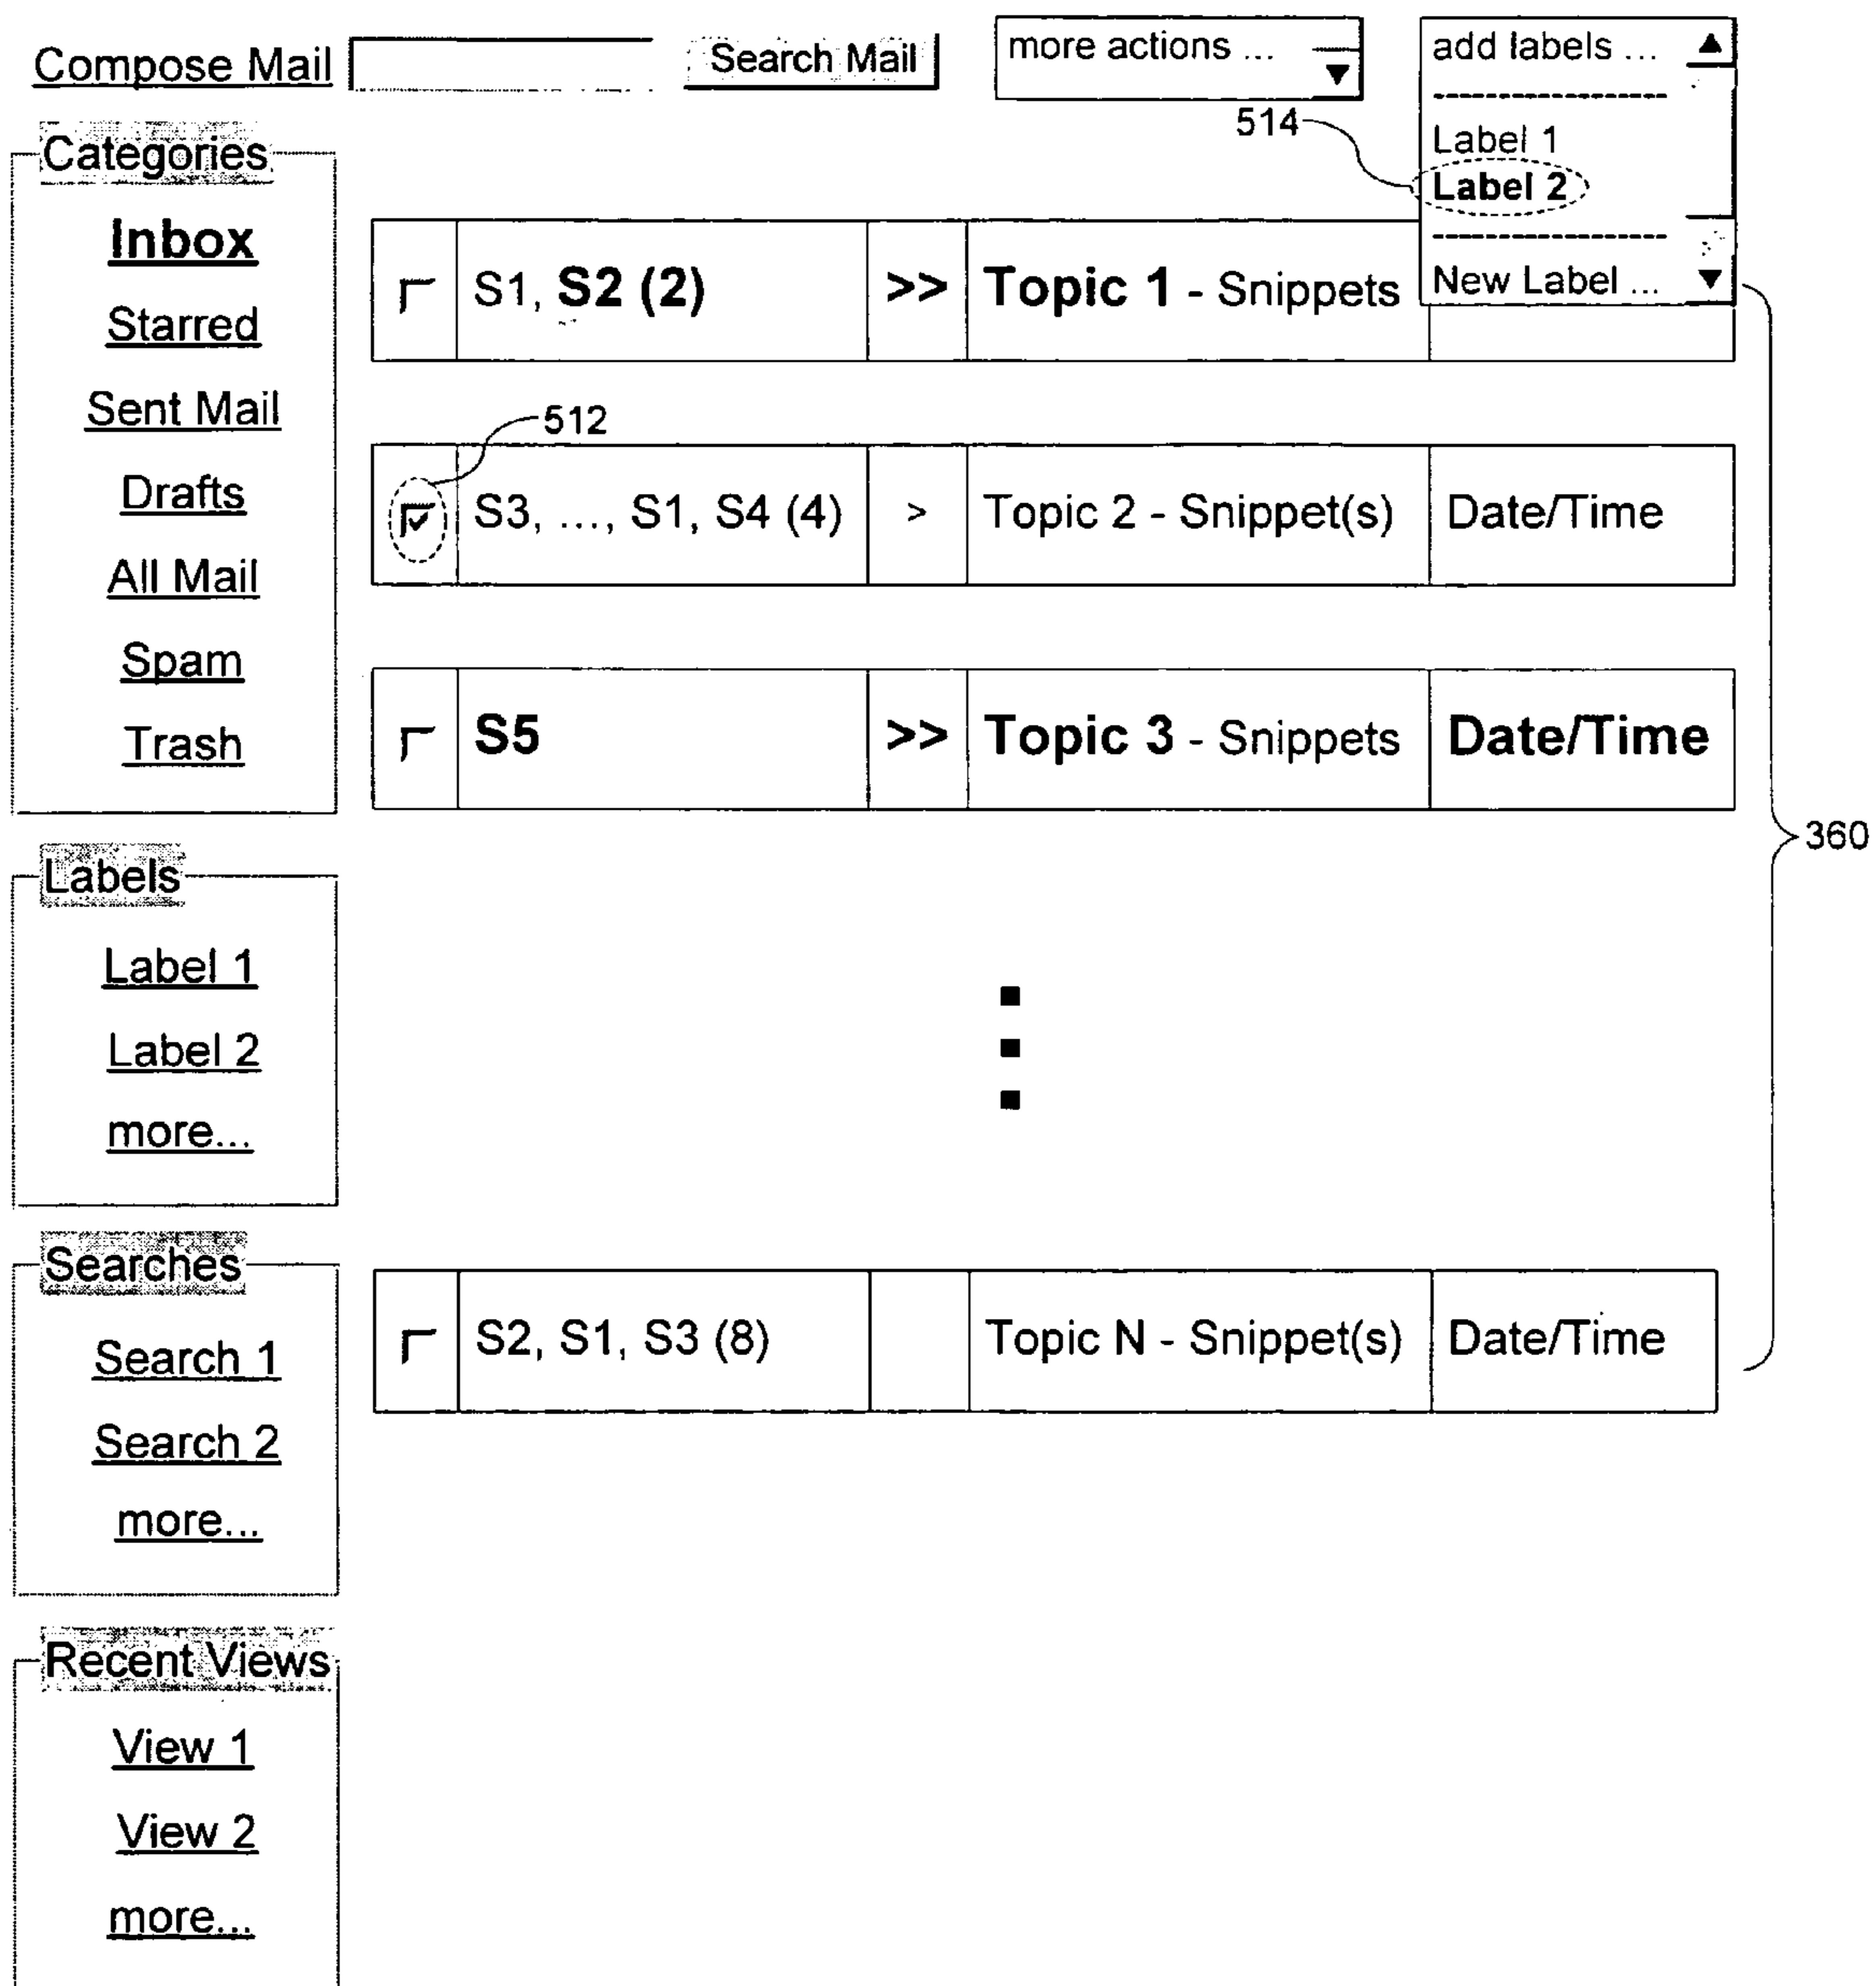 Compose Mail
Search Mail
more actions ...
add labels ...
Label 1
Label 2
New Label ...
514
Categories
Inbox
Starred
Sent Mail
Drafts
All Mail
Spam
Trash
S1, S2 (2) >> Topic 1 - Snippets
512
S3, ..., S1, S4 (4) > Topic 2 - Snippet(s) Date/Time
S5 >> Topic 3 - Snippets Date/Time
360
Labels
Label 1
Label 2
more...
Searches
Search 1
Search 2
more...
S2, S1, S3 (8) Topic N - Snippet(s) Date/Time
Recent Views
View 1
View 2
more...